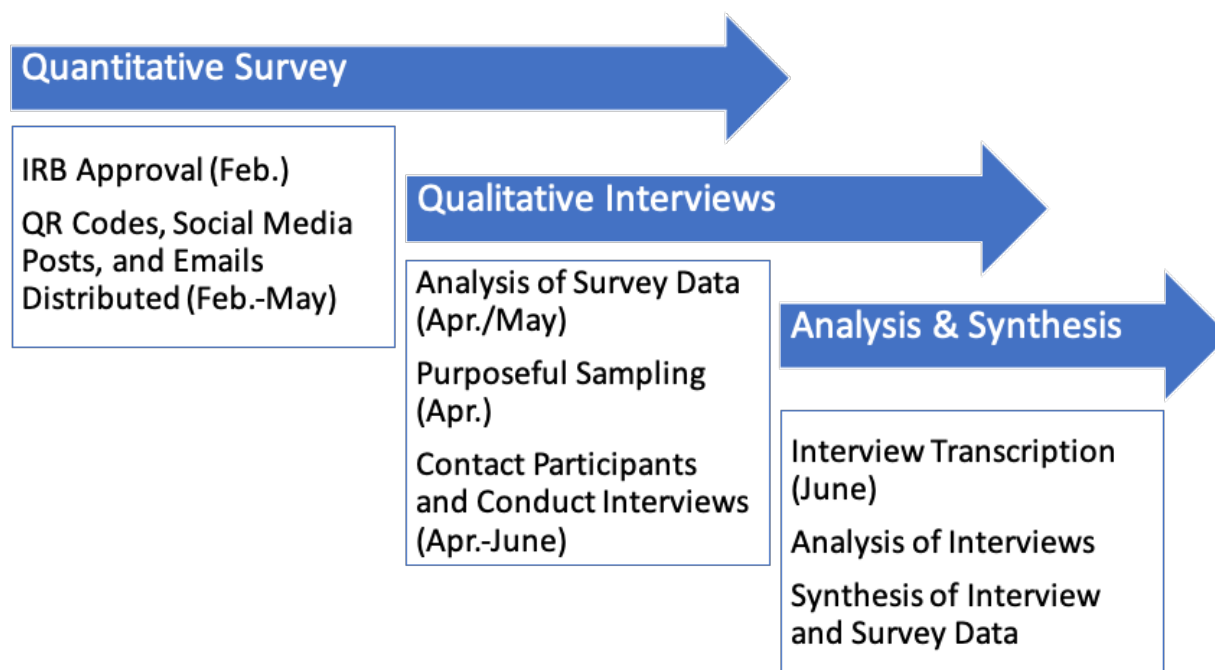 Quantitative Survey
IRB Approval (Feb.)
QR Codes, Social Media
Posts, and Emails
Distributed (Feb.-May)
Qualitative Interviews
Analysis of Survey Data
(Apr./May)
Purposeful Sampling
(Apr.)
Contact Participants
and Conduct Interviews
(Apr.-June)
Analysis & Synthesis
Interview Transcription
(June)
Analysis of Interviews
Synthesis of Interview
and Survey Data